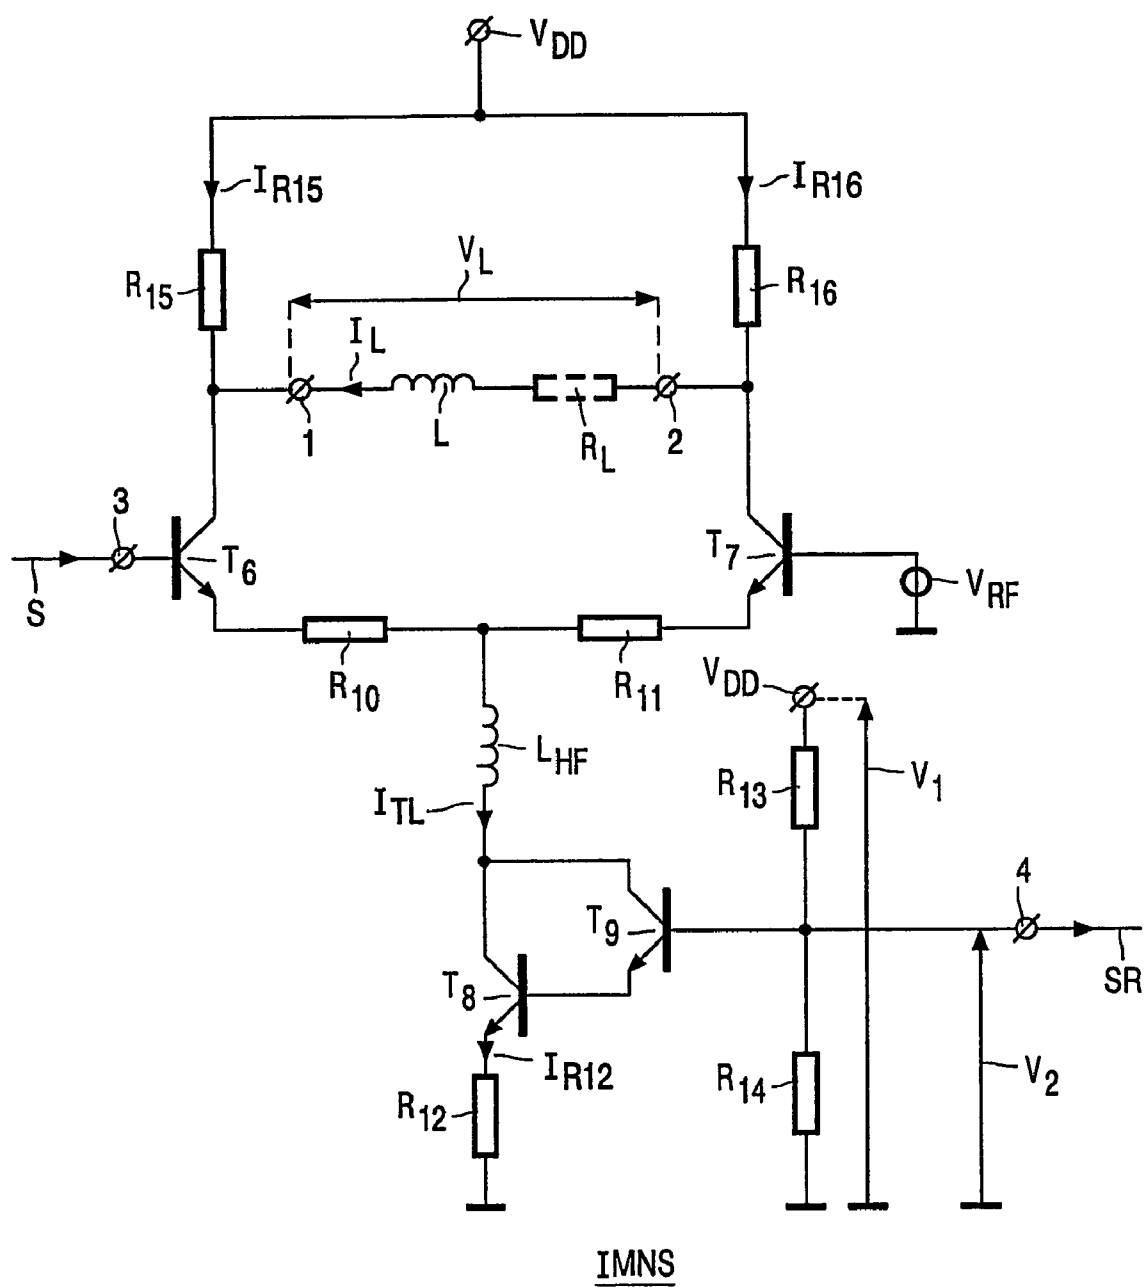 V_DD
I_R15
I_R16
V_L
R_15
R_16
I_L
1
L
R_L
2
3
S
T_6
T_7
V_RF
R_10
R_11
V_DD
L_HF
R_13
V_1
I_TL
4
T_9
SR
T_8
I_R12
R_14
V_2
R_12
IMNS